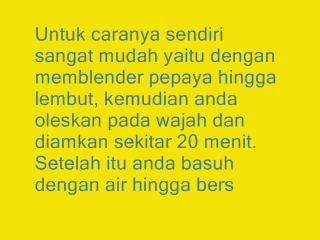 Untuk caranya sendiri
sangat mudah yaitu dengan
memblender pepaya hingga
lembut, kemudian anda
oleskan pada wajah dan
diamkan sekitar 20 menit.
Setelah itu anda basuh
dengan air hingga bers